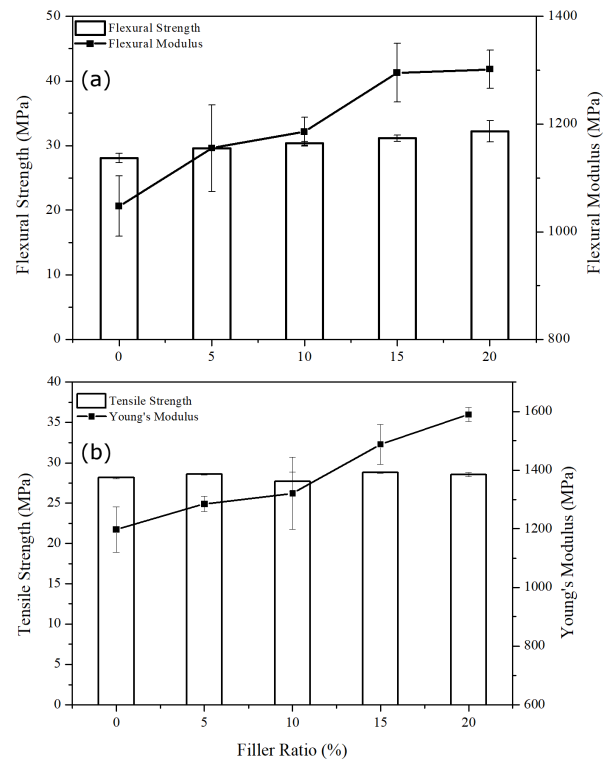 50
40
30
20
10
0
Flexural Strength (MPa)
Flexural Strength
Flexural Modulus
(a)
1400
1200
1000
800
Flexural Modulus (MPa)
0 5 10 15 20
40
35
30
25
20
15
10
5
0
Tensile Strength (MPa)
Tensile Strength
Young's Modulus
(b)
1600
1400
1200
1000
800
600
Young's Modulus (MPa)
0 5 10 15 20
Filler Ratio (%)